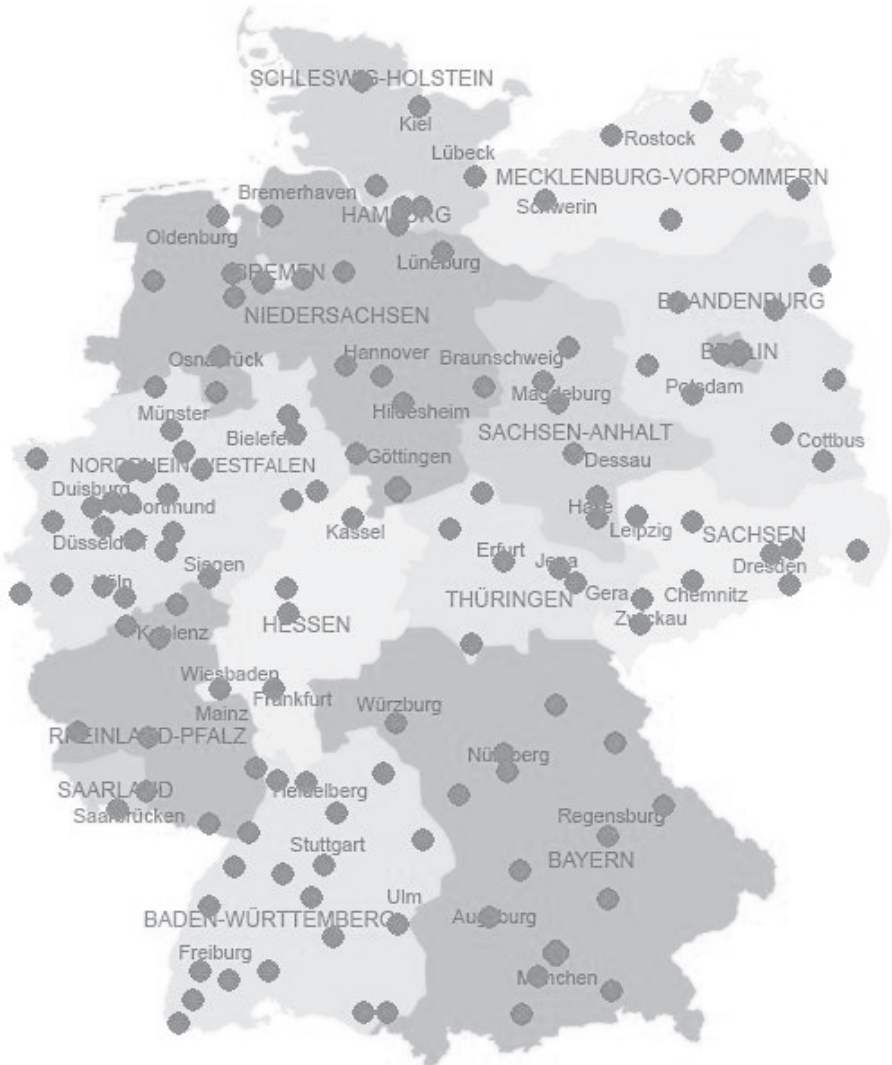 SCHLESWIG-HOLSTEIN
Kiel
Rostock
Lübeck
MECKLENBURG-VORPOMMERN
Bremerhaven
Schwerin
HAMBURG
Oldenburg
Lüneburg
BREMEN
BRANDENBURG
NIEDERSACHSEN
Hannover
Braunschweig
BERLIN
Osnabrück
Potsdam
Magdeburg
Münster
Hildesheim
Bielefeld
SACHSEN-ANHALT
Cottbus
Göttingen
Dessau
NORDRHEIN-WESTFALEN
Duisburg
Dortmund
Halle
Kassel
Leipzig
SACHSEN
Düsseldorf
Erfurt
Jena
Siegen
Dresden
Köln
THÜRINGEN
Gera
Chemnitz
HESSEN
Zwickau
Koblenz
Wiesbaden
Frankfurt
Mainz
Würzburg
RHEINLAND-PFALZ
Nürnberg
SAARLAND
Heidelberg
Saarbrücken
Regensburg
Stuttgart
BAYERN
Ulm
BADEN-WÜRTTEMBERG
Augsburg
Freiburg
München